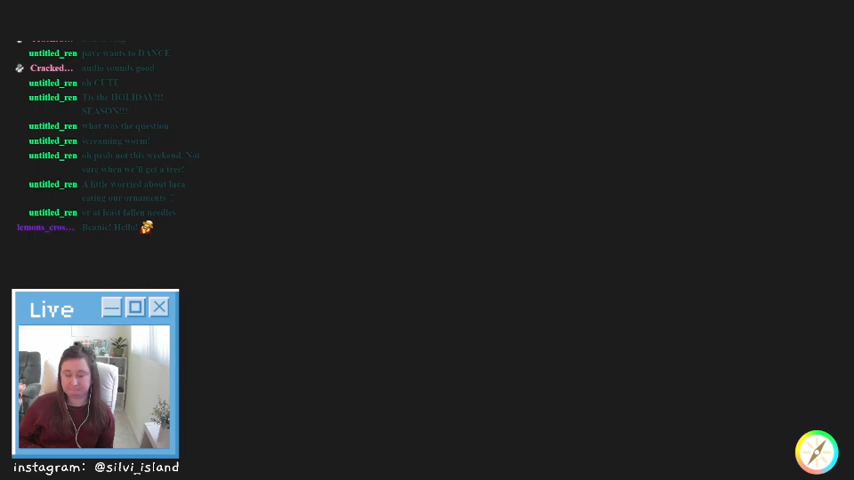 untitled_ren pave wants to DANCE
Cracked... audio sounds good
untitled_ren oh CUTE
untitled_ren Tis the HOLIDAY!!!
SEASON!!!
untitled_ren what was the question
untitled_ren screaming worm!
untitled_ren oh prob not this weekend. Not
sure when we'll get a tree!
untitled_ren A little worried about luca
eating our ornaments
untitled_ren or at least fallen needles
lemons_cros... Beanie! Hello!
Live
instagram: @silvi_island